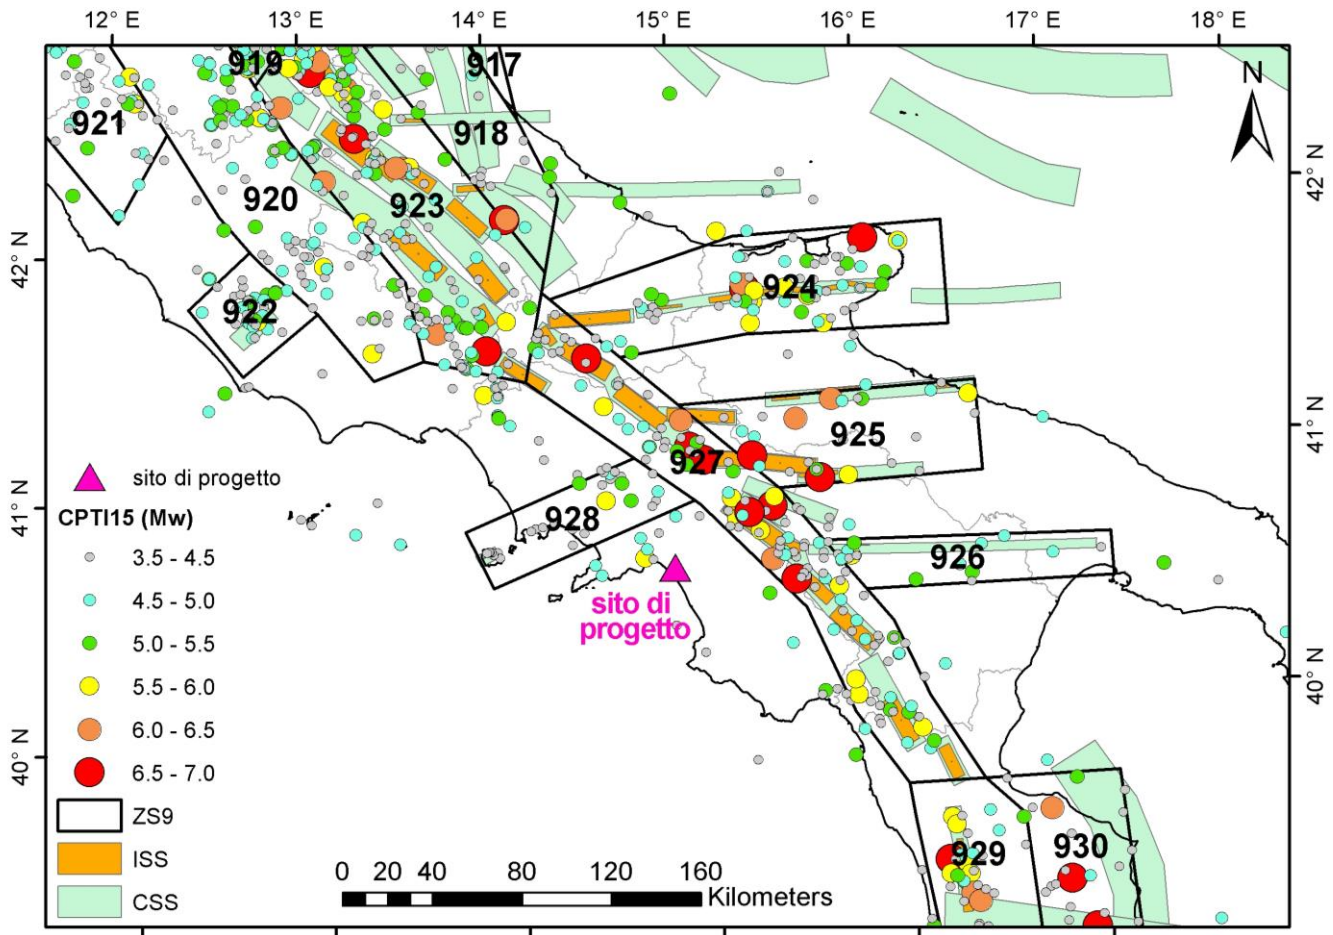 12° E 13° E 14° E 15° E 16° E 17° E 18° E
919
917
N
921
918
42° N
920
923
42° N
924
922
41° N
925
927
sito di progetto
CPTI15 (Mw)
41° N
928
3.5 - 4.5
926
4.5 - 5.0
sito di
progetto
5.0 - 5.5
40° N
5.5 - 6.0
6.0 - 6.5
40° N
6.5 - 7.0
ZS9
929
930
ISS
CSS
0 20 40 80 120 160
Kilometers